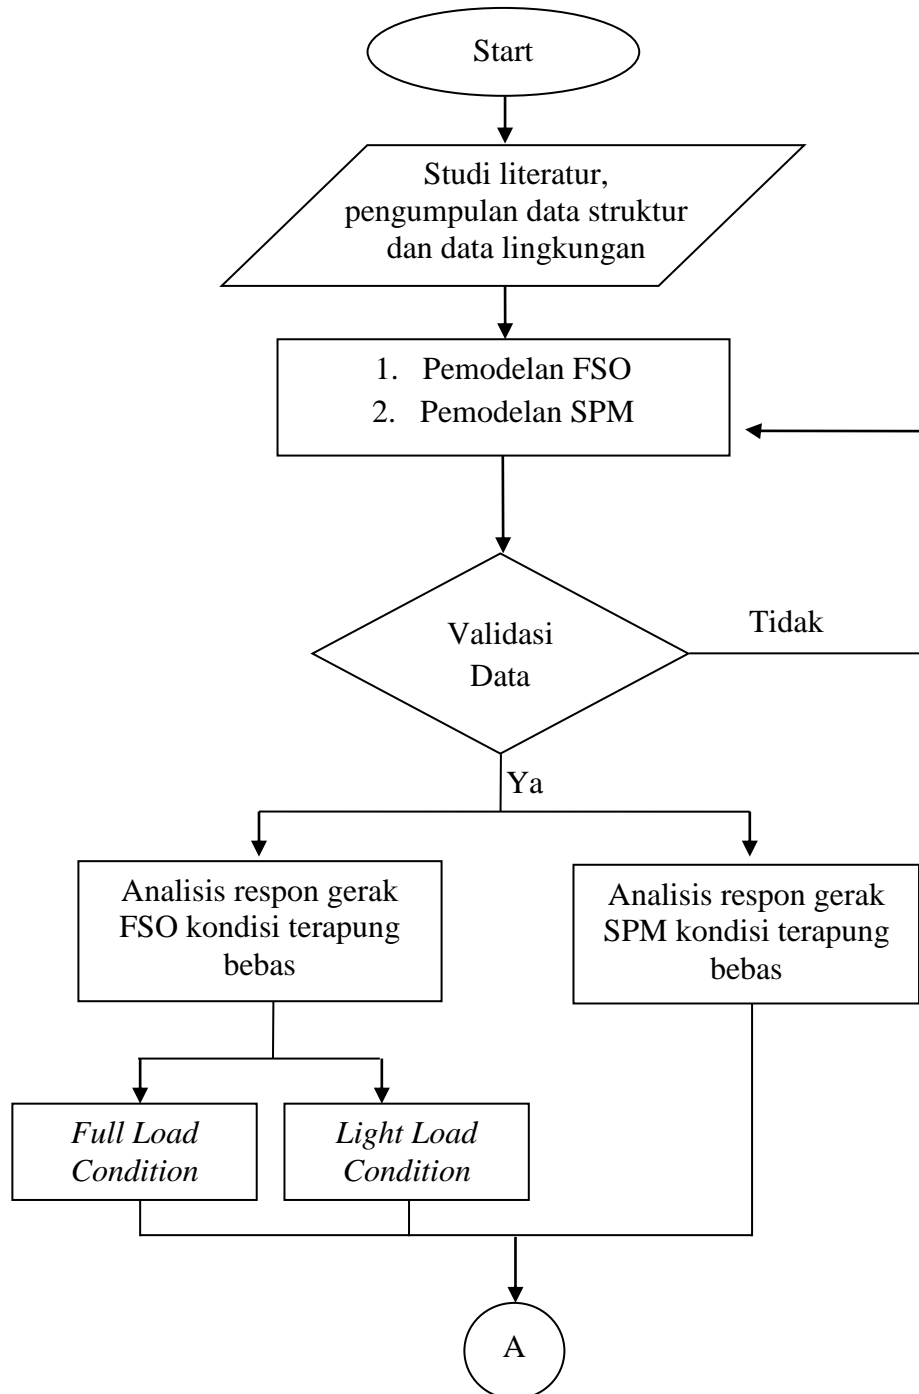 Start
Studi literatur,
pengumpulan data struktur
dan data lingkungan
1. Pemodelan FSO
2. Pemodelan SPM
Validasi
Data
Tidak
Ya
Analisis respon gerak
FSO kondisi terapung
bebas
Analisis respon gerak
SPM kondisi terapung
bebas
Full Load
Condition
Light Load
Condition
A